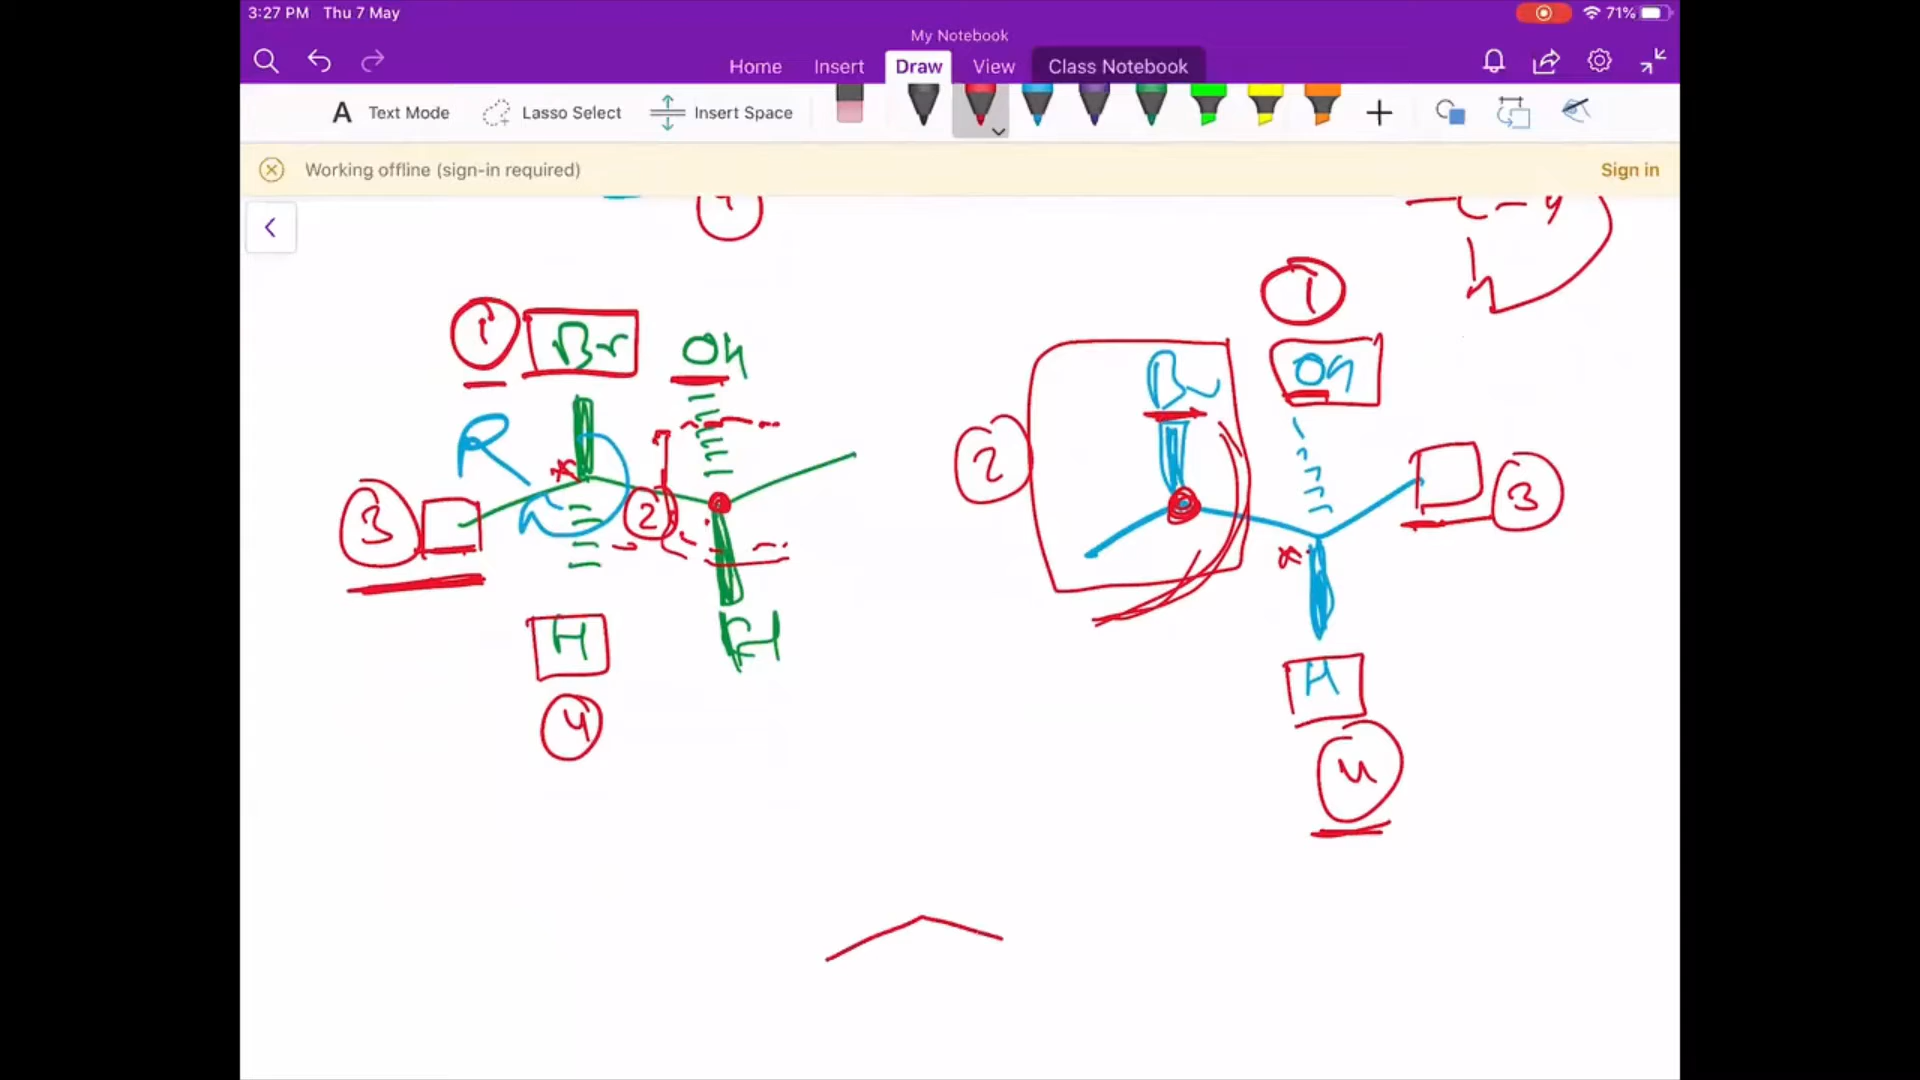 3:27 PM Thu 7 May
71%
My Notebook
Home Insert Draw View Class Notebook
A Text Mode Lasso Select Insert Space
Working offline (sign-in required) Sign in
1 Br OH
1
OH
Br
R
2
3
2
3
H
H
4
H
4